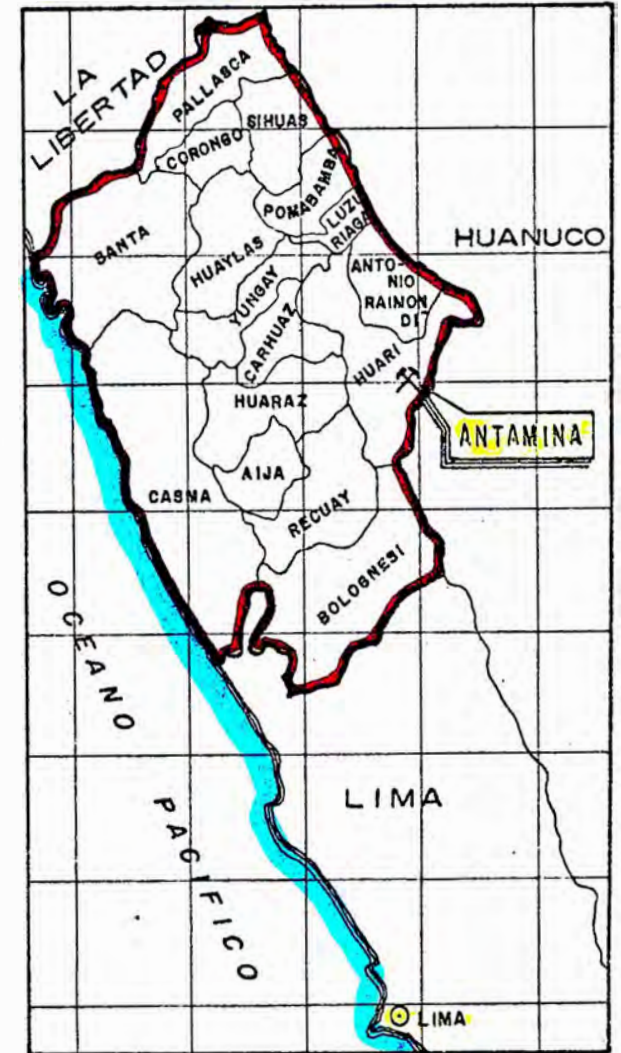 LA
LIBERTAD
PALLASCA
SIHUAS
CORONGO
POMABAMBA
LUZU
RIAGA
HUANUCO
SANTA
HUAYLAS
ANTO-
NIO
RAIMON
DI
YUNGAY
CARHUAZ
HUARI
HUARAZ
ANTAMINA
AIJA
CASMA
RECUAY
BOLOGNESI
OCEANO
PACIFICO
LIMA
LIMA